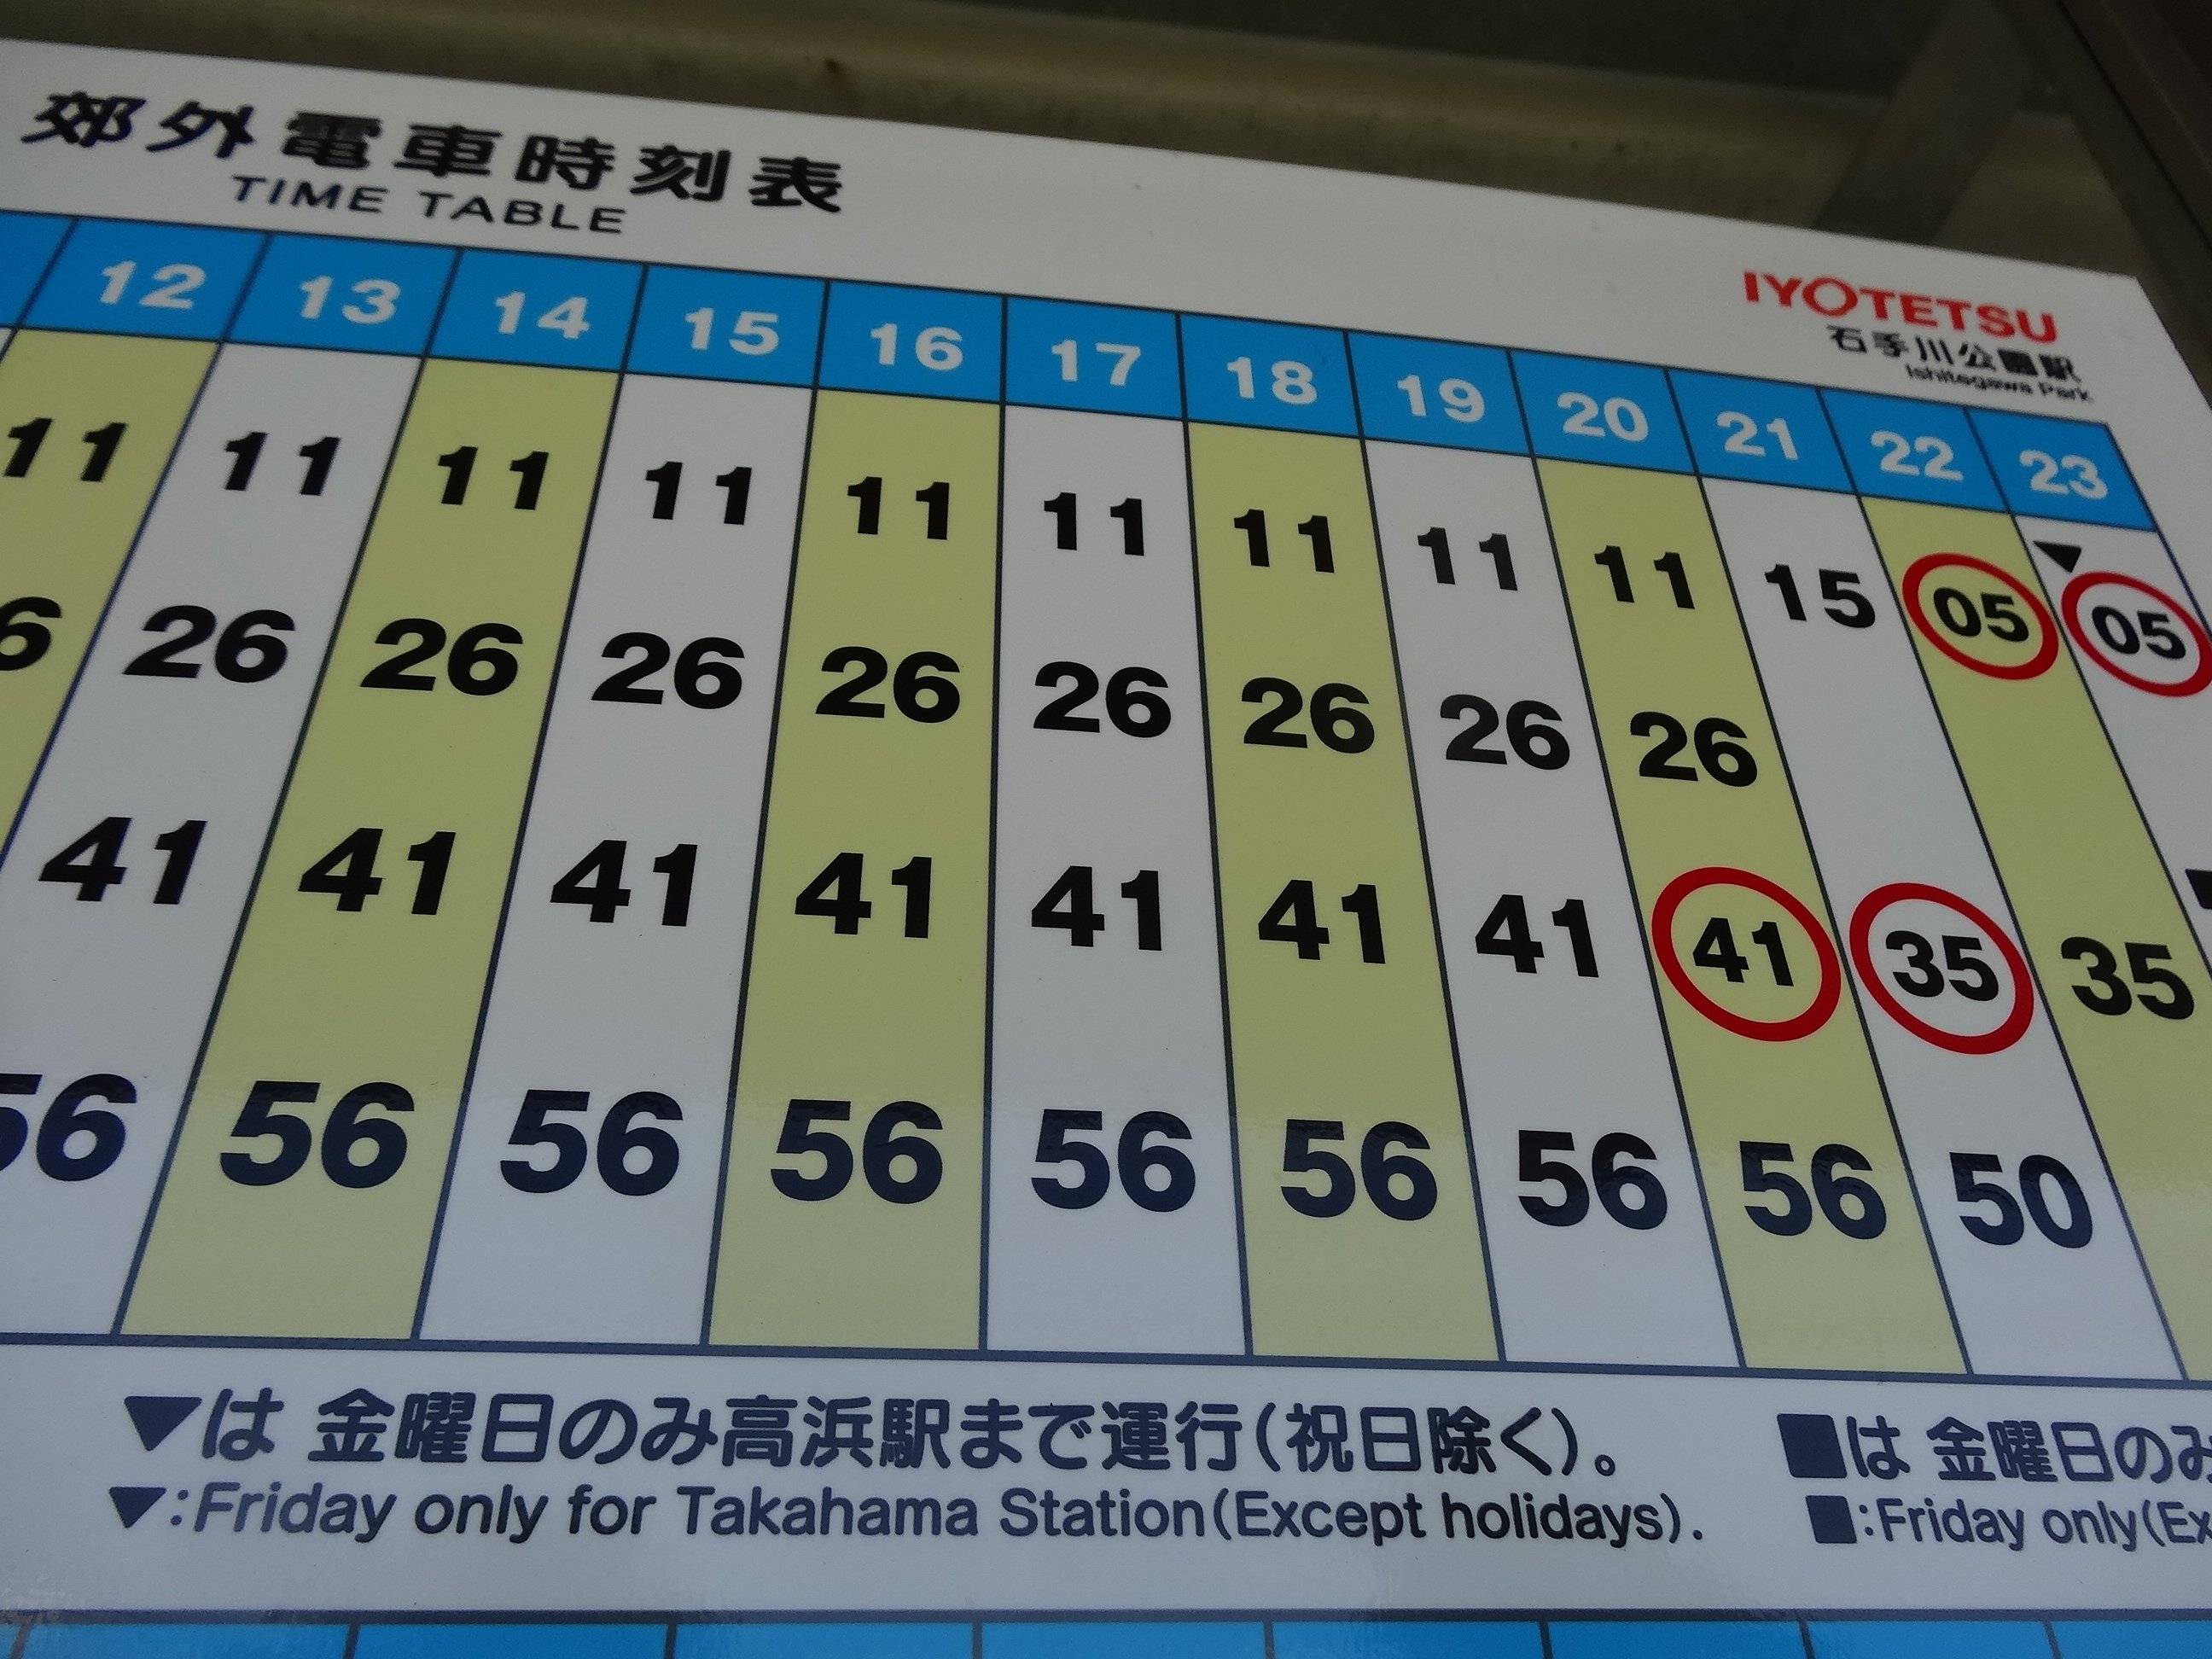 郊外電車時刻表
TIME TABLE
IYOTETSU
石手川公園駅
Ishitegawa Park
12 13 14 15 16 17 18 19 20 21 22 23
11 11 11 11 11 11 11 11 11 15 05 ▼05
26 26 26 26 26 26 26 26
41 41 41 41 41 41 41 41 35 35
56 56 56 56 56 56 56 56 50
▼は 金曜日のみ高浜駅まで運行(祝日除く)。
▼:Friday only for Takahama Station(Except holidays).
■は 金曜日のみ
■:Friday only(Ex